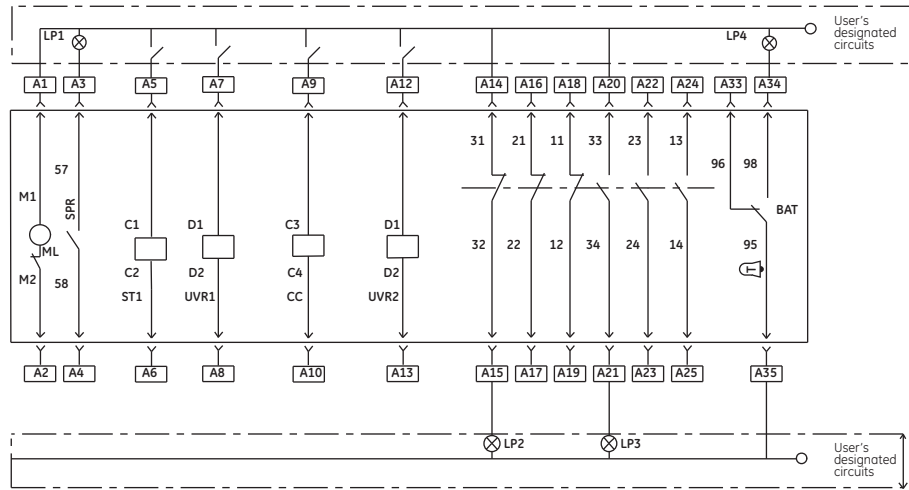 LP1
LP4
User's
designated
circuits
A1 A3 A5 A7 A9 A12 A14 A16 A18 A20 A22 A24 A33 A34
31 21 11 33 23 13
57 96 98
M1
SPR
C1 D1 C3 D1
BAT
ML
32 22 12 34 24 14 95
M2 58 C2 D2 C4 D2
T
ST1 UVR1 CC UVR2
A2 A4 A6 A8 A10 A13 A15 A17 A19 A21 A23 A25 A35
LP2 LP3
User's
designated
circuits